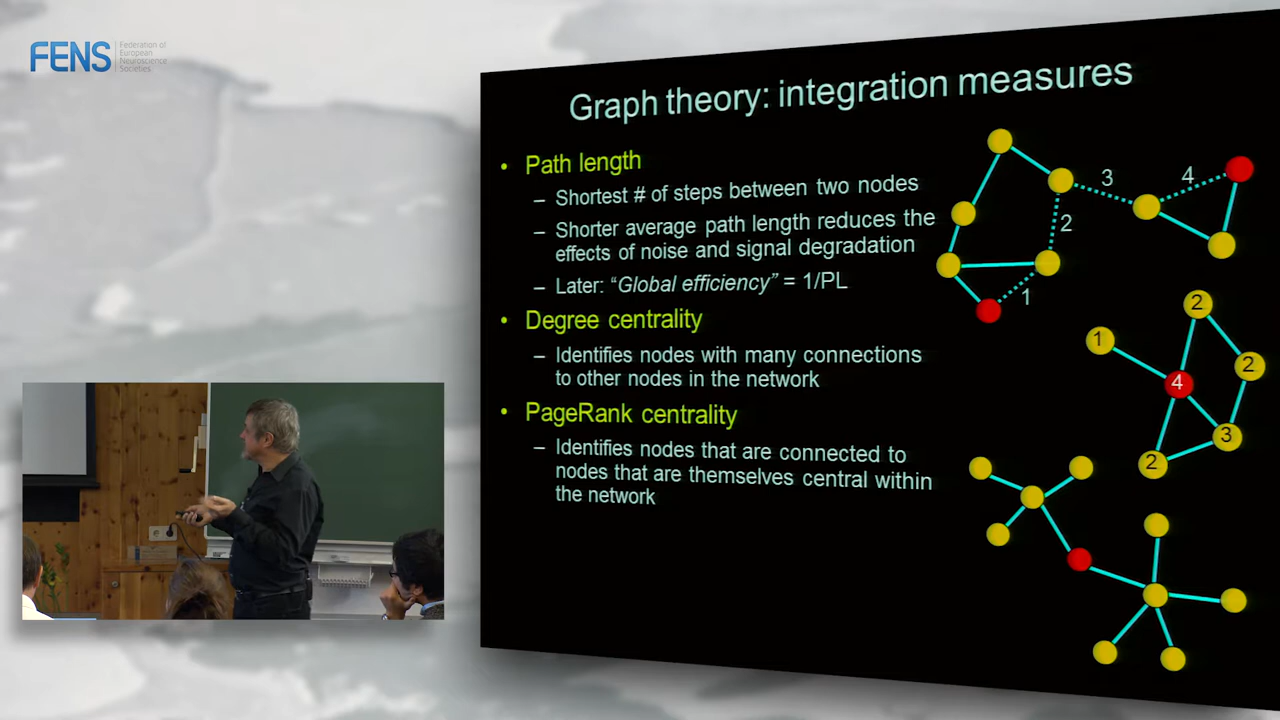 FENS
Federation of
European
Neuroscience
Societies
Graph theory: integration measures
• Path length
– Shortest # of steps between two nodes
– Shorter average path length reduces the
effects of noise and signal degradation
– Later: “Global efficiency” = 1/PL
• Degree centrality
– Identifies nodes with many connections
to other nodes in the network
• PageRank centrality
– Identifies nodes that are connected to
nodes that are themselves central within
the network
3
4
2
1
2
1
2
4
3
2